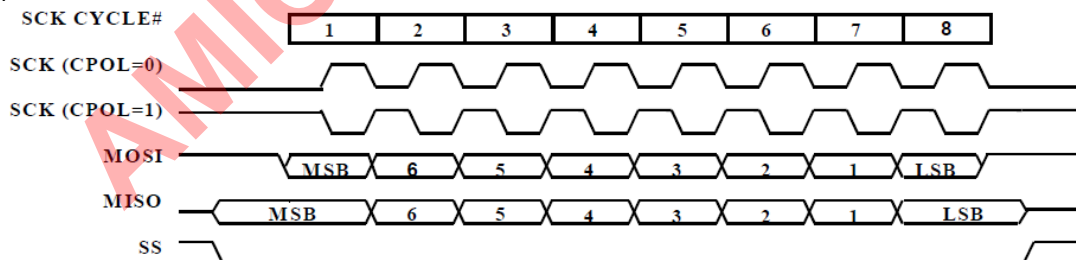 SCK CYCLE# 1 2 3 4 5 6 7 8
SCK (CPOL=0)
SCK (CPOL=1)
MOSI MSB 6 5 4 3 2 1 LSB
MISO MSB 6 5 4 3 2 1 LSB
SS
AMIC